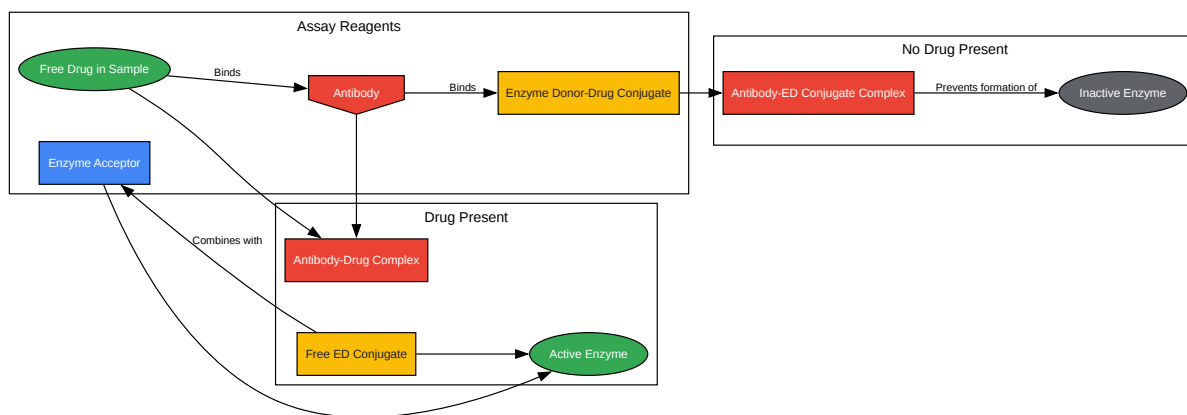 Assay Reagents
No Drug Present
Free Drug in Sample
Binds
Antibody
Binds
Enzyme Donor-Drug Conjugate
Antibody-ED Conjugate Complex
Prevents formation of
Inactive Enzyme
Enzyme Acceptor
Drug Present
Combines with
Antibody-Drug Complex
Free ED Conjugate
Active Enzyme